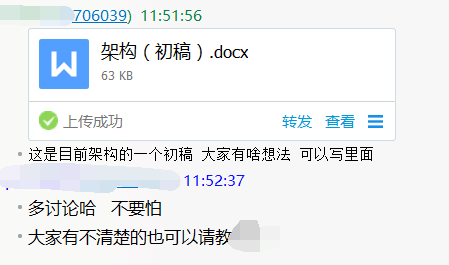 706039) 11:51:56
架构（初稿）.docx
63 KB
上传成功 转发 查看
这是目前架构的一个初稿 大家有啥想法 可以写里面
11:52:37
多讨论哈 不要怕
大家有不清楚的也可以请教